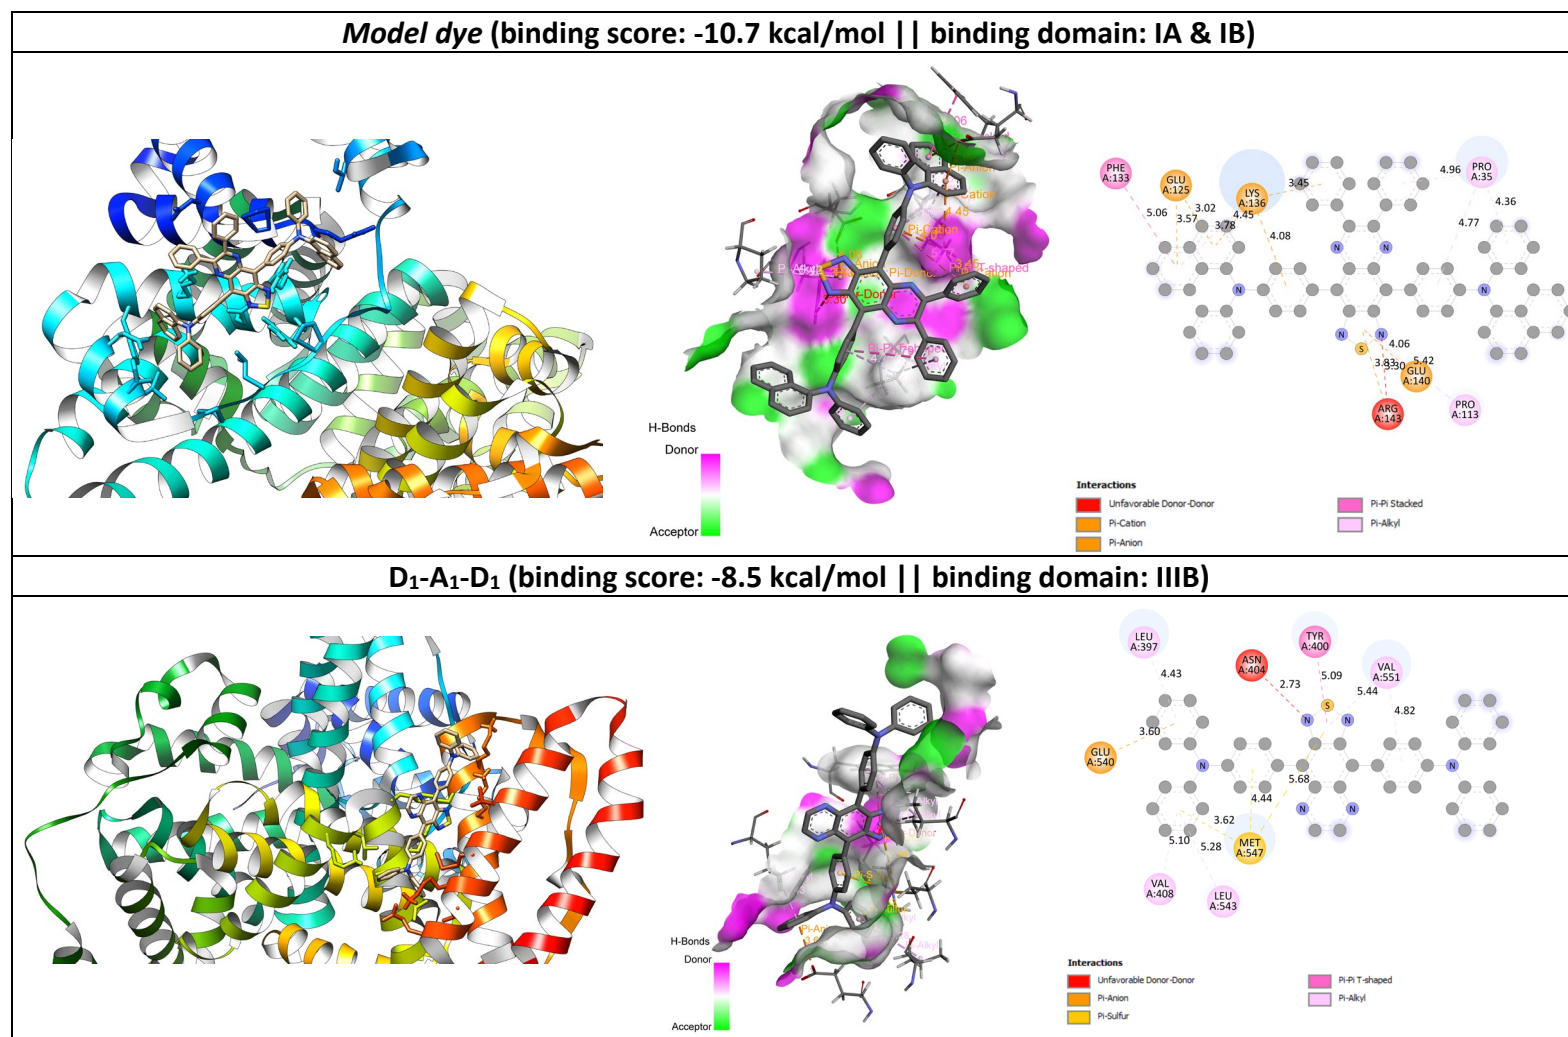 Model dye (binding score: -10.7 kcal/mol || binding domain: IA & IB)
H-Bonds
Donor
Acceptor
Pi-Cation
T-shaped
PHE
A:133
GLU
A:125
LYS
A:136
PRO
A:35
5.06
3.57
3.02
3.78
4.45
3.45
4.08
4.96
4.77
4.36
N
N
N
N
N
N
S
4.06
3.83
3.30
5.42
GLU
A:140
ARG
A:143
PRO
A:113
Interactions
Unfavorable Donor-Donor
Pi-Cation
Pi-Anion
Pi-Pi Stacked
Pi-Alkyl
D₁-A₁-D₁ (binding score: -8.5 kcal/mol || binding domain: IIIB)
H-Bonds
Donor
Acceptor
LEU
A:397
ASN
A:404
TYR
A:400
VAL
A:551
4.43
2.73
5.09
5.44
4.82
3.60
GLU
A:540
S
N
N
N
N
N
N
5.68
4.44
3.62
5.10
5.28
MET
A:547
VAL
A:408
LEU
A:543
Interactions
Unfavorable Donor-Donor
Pi-Anion
Pi-Sulfur
Pi-Pi T-shaped
Pi-Alkyl